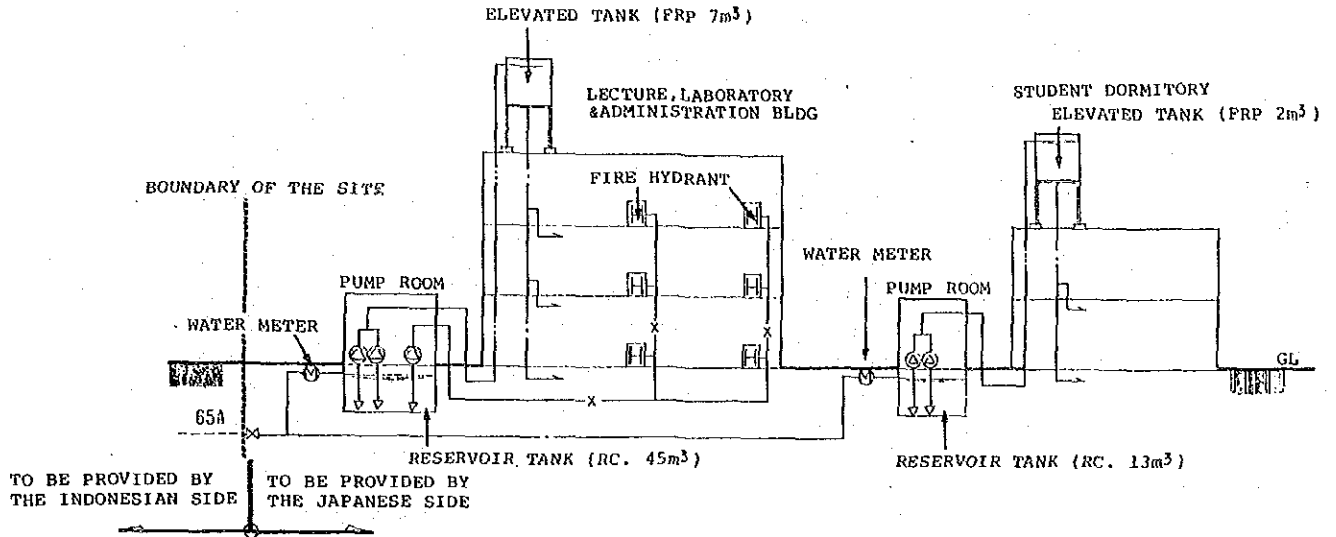 ELEVATED TANK (FRP 7m³)
LECTURE, LABORATORY
&ADMINISTRATION BLDG
STUDENT DORMITORY
ELEVATED TANK (FRP 2m³)
BOUNDARY OF THE SITE
FIRE HYDRANT
WATER METER
PUMP ROOM
PUMP ROOM
WATER METER
M
M
H
H
H
H
H
H
X
X
X
GL
65A
RESERVOIR TANK (RC. 45m³)
RESERVOIR TANK (RC. 13m³)
TO BE PROVIDED BY
THE INDONESIAN SIDE
TO BE PROVIDED BY
THE JAPANESE SIDE